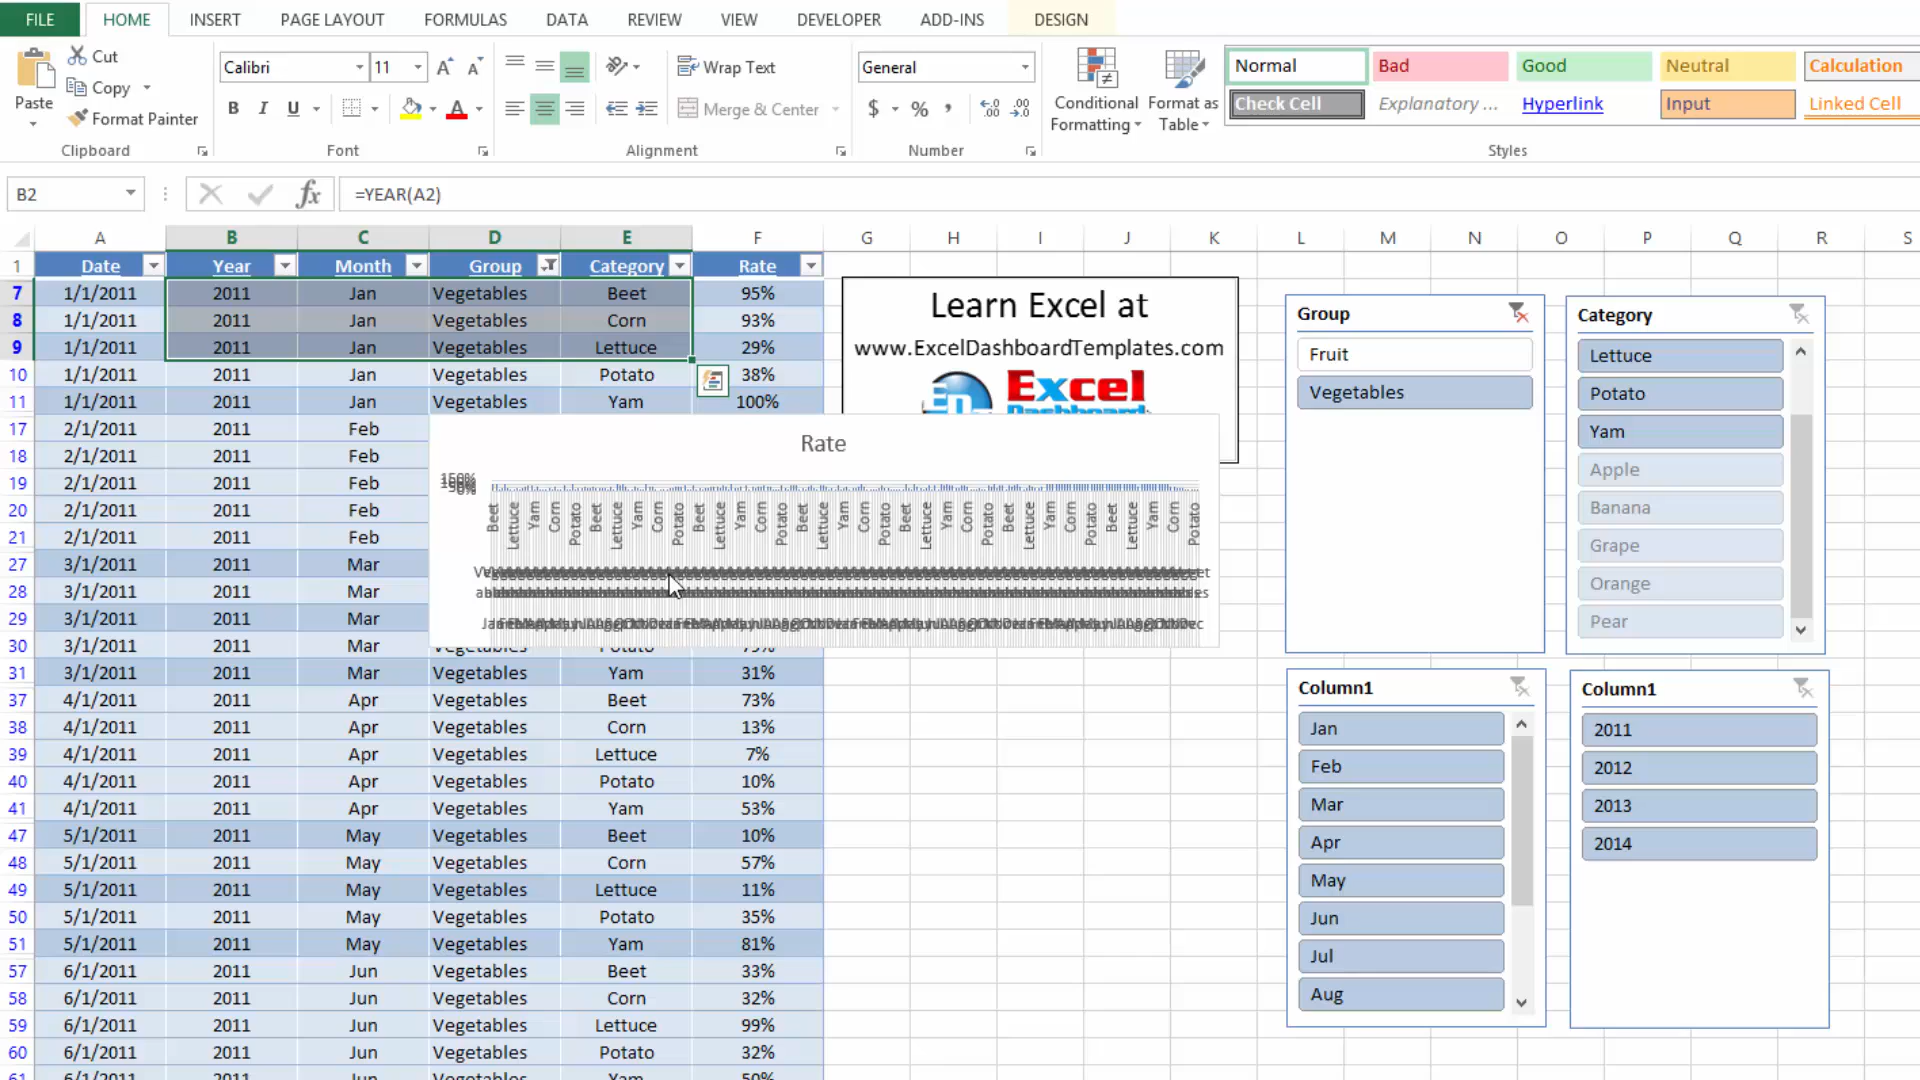 FILE HOME INSERT PAGE LAYOUT FORMULAS DATA REVIEW VIEW DEVELOPER ADD-INS DESIGN
Paste
Cut
Copy
Format Painter
Clipboard
Calibri 11
B I U A
Font
Wrap Text
Merge & Center
Alignment
General
$ % ,
Number
Conditional Formatting
Format as Table
Normal Bad Good Neutral Calculation
Check Cell Explanatory ... Hyperlink Input Linked Cell
Styles
B2 fx =YEAR(A2)
A B C D E F G H I J K L M N O P Q R S
1 Date Year Month Group Category Rate
7 1/1/2011 2011 Jan Vegetables Beet 95%
8 1/1/2011 2011 Jan Vegetables Corn 93%
9 1/1/2011 2011 Jan Vegetables Lettuce 29%
10 1/1/2011 2011 Jan Vegetables Potato 38%
11 1/1/2011 2011 Jan Vegetables Yam 100%
17 2/1/2011 2011 Feb
18 2/1/2011 2011 Feb
19 2/1/2011 2011 Feb
20 2/1/2011 2011 Feb
21 2/1/2011 2011 Feb
27 3/1/2011 2011 Mar
28 3/1/2011 2011 Mar
29 3/1/2011 2011 Mar
30 3/1/2011 2011 Mar
31 3/1/2011 2011 Mar Vegetables Yam 31%
37 4/1/2011 2011 Apr Vegetables Beet 73%
38 4/1/2011 2011 Apr Vegetables Corn 13%
39 4/1/2011 2011 Apr Vegetables Lettuce 7%
40 4/1/2011 2011 Apr Vegetables Potato 10%
41 4/1/2011 2011 Apr Vegetables Yam 53%
47 5/1/2011 2011 May Vegetables Beet 10%
48 5/1/2011 2011 May Vegetables Corn 57%
49 5/1/2011 2011 May Vegetables Lettuce 11%
50 5/1/2011 2011 May Vegetables Potato 35%
51 5/1/2011 2011 May Vegetables Yam 81%
57 6/1/2011 2011 Jun Vegetables Beet 33%
58 6/1/2011 2011 Jun Vegetables Corn 32%
59 6/1/2011 2011 Jun Vegetables Lettuce 99%
60 6/1/2011 2011 Jun Vegetables Potato 32%
61 6/1/2011 2011 Jun Vegetables Yam 50%
Learn Excel at
www.ExcelDashboardTemplates.com
Excel
Dashboard
Rate
Beet Lettuce Yam Corn Potato Beet Lettuce Yam Corn Potato Beet Lettuce Yam Corn Potato Beet Lettuce Yam Corn Potato Beet Lettuce Yam Corn Potato Beet Lettuce Yam Corn Potato Beet Lettuce Yam Corn Potato
Group
Fruit
Vegetables
Category
Lettuce
Potato
Yam
Apple
Banana
Grape
Orange
Pear
Column1
Jan
Feb
Mar
Apr
May
Jun
Jul
Aug
Column1
2011
2012
2013
2014